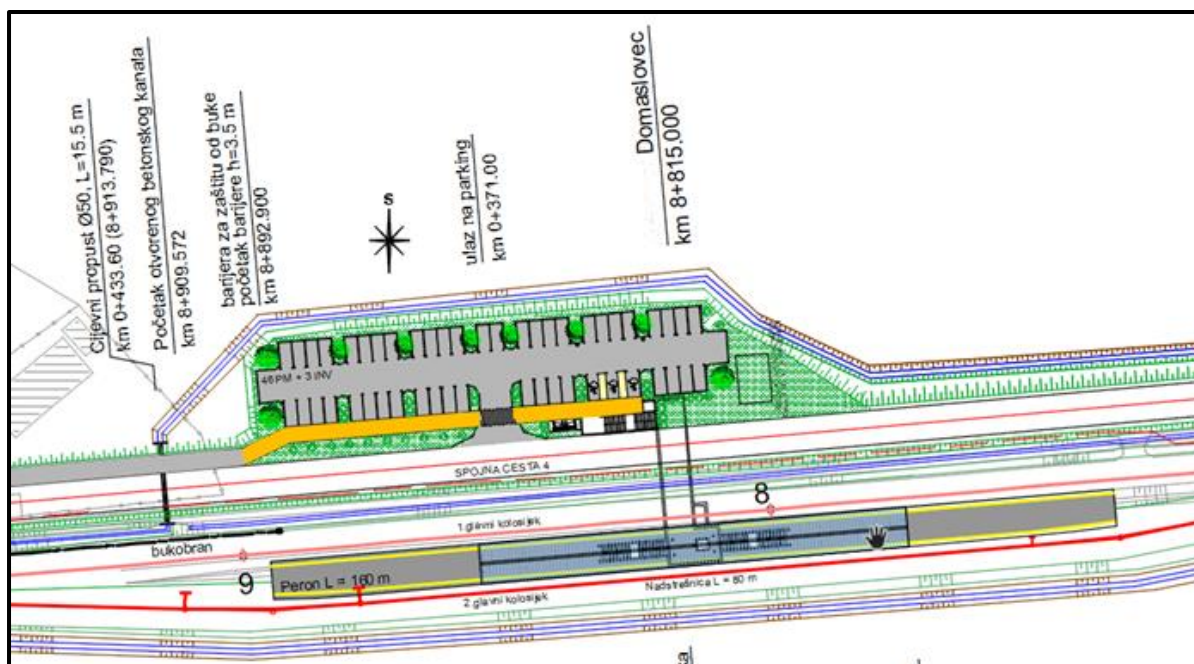 Cijevni propust Ø50, L=15.5 m
km 0+433.60 (8+913.790)
Početak otvorenog betonskog kanala
km 8+909.572
barijera za zaštitu od buke
početak barijere h=3.5 m
km 8+892.900
S
ulaz na parking
km 0+371.00
Domaslovec
km 8+815.000
46PM + 3 INV
SPOJNA CESTA 4
8
1 glavni kolosijek
bukobran
9
Peron L = 160 m
Nadstrešnica L = 80 m
2 glavni kolosijek